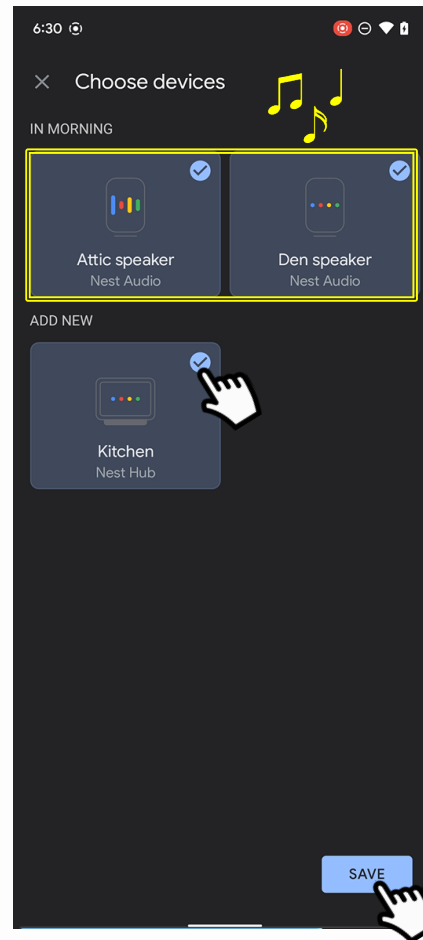 6:30
Choose devices
IN MORNING
Attic speaker
Nest Audio
Den speaker
Nest Audio
ADD NEW
Kitchen
Nest Hub
SAVE